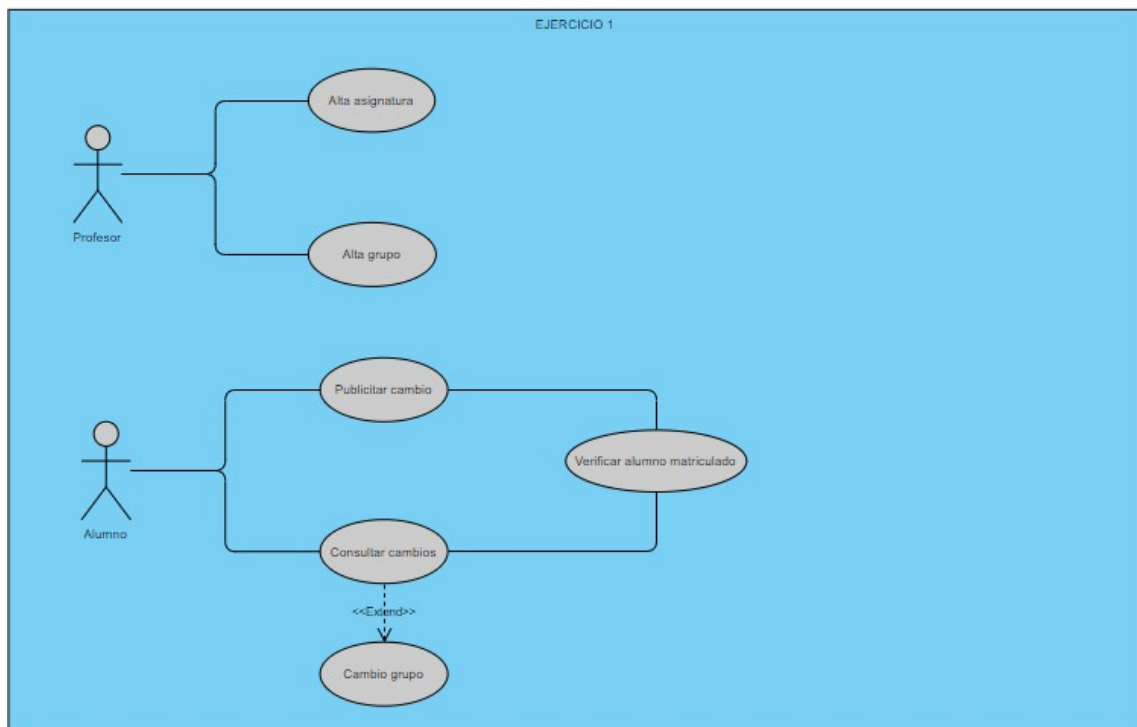 EJERCICIO 1
Alta asignatura
Profesor
Alta grupo
Publicitar cambio
Verificar alumno matriculado
Alumno
Consultar cambios
<<Extend>>
Cambio grupo